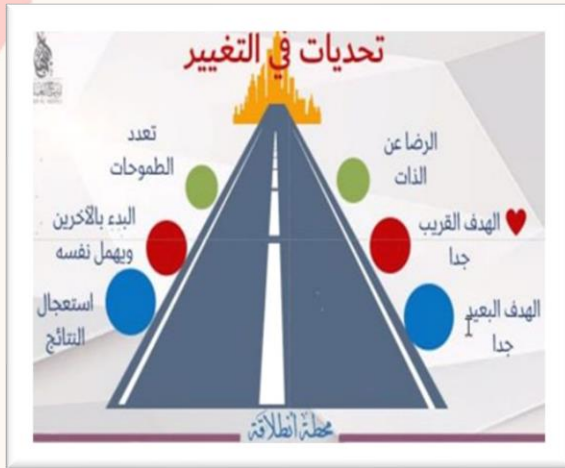 تحديات في التغيير
الرضا عن
الذات
الهدف القريب
جدا
الهدف البعيد
جدا
تعدد
الطموحات
البدء بالآخرين
ويهمل نفسه
استعجال
النتائج
محطة انطلاقة